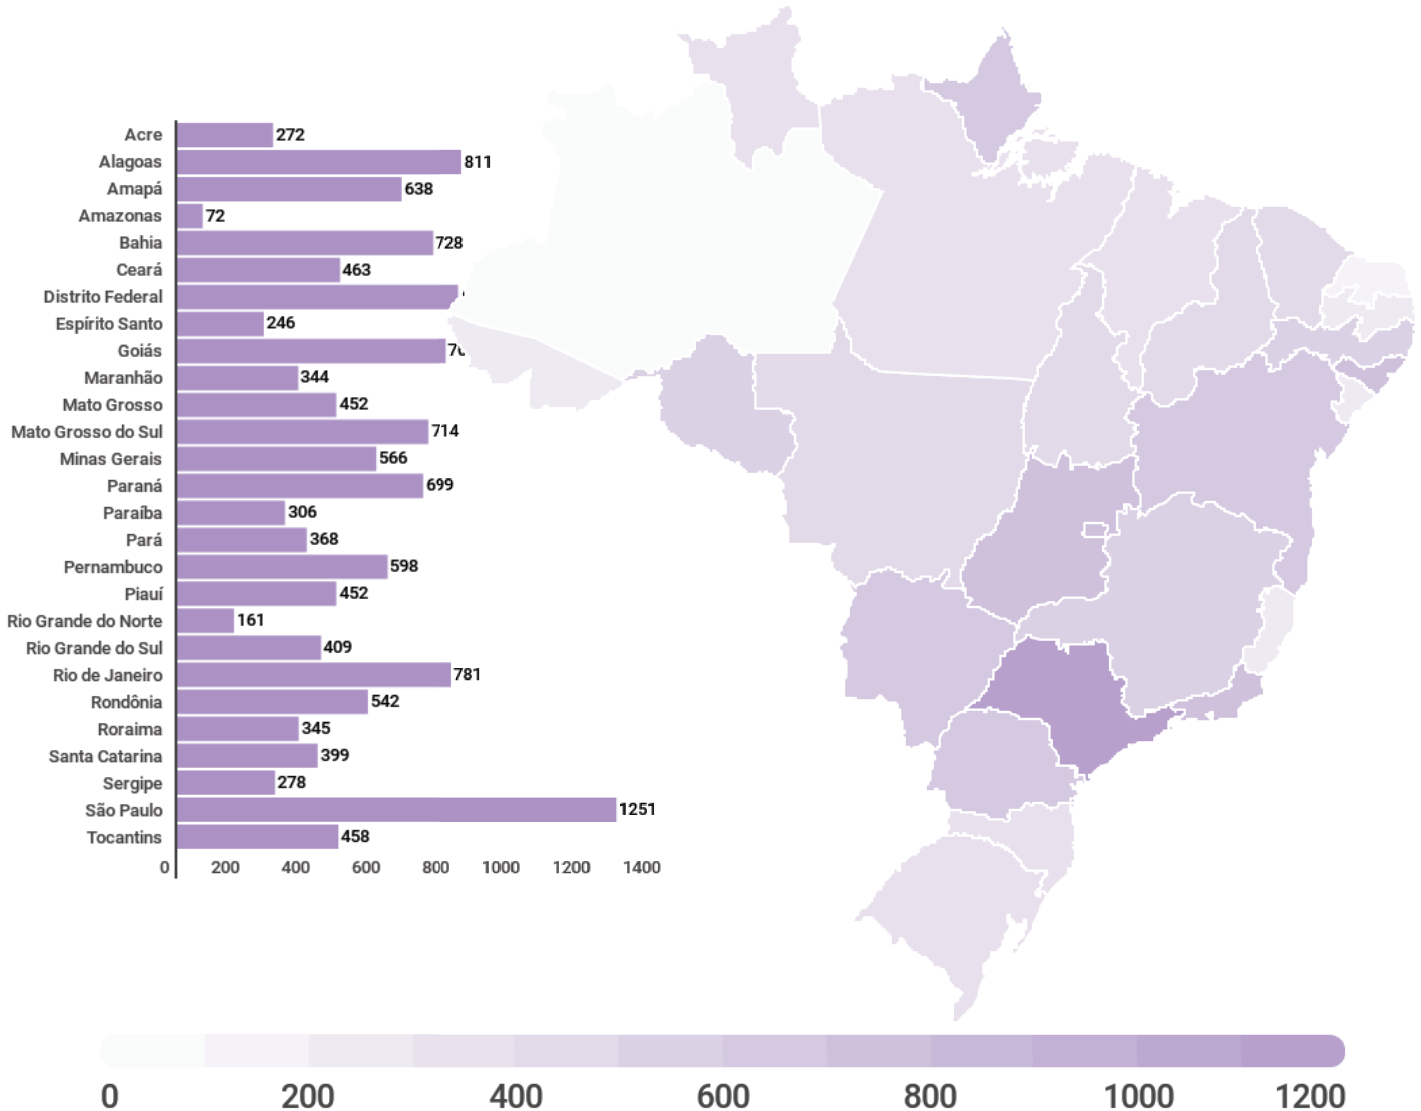 Acre 272
Alagoas 811
Amapá 638
Amazonas 72
Bahia 728
Ceará 463
Distrito Federal
Espírito Santo 246
Goiás
Maranhão 344
Mato Grosso 452
Mato Grosso do Sul 714
Minas Gerais 566
Paraná 699
Paraíba 306
Pará 368
Pernambuco 598
Piauí 452
Rio Grande do Norte 161
Rio Grande do Sul 409
Rio de Janeiro 781
Rondônia 542
Roraima 345
Santa Catarina 399
Sergipe 278
São Paulo 1251
Tocantins 458
0 200 400 600 800 1000 1200 1400
0 200 400 600 800 1000 1200